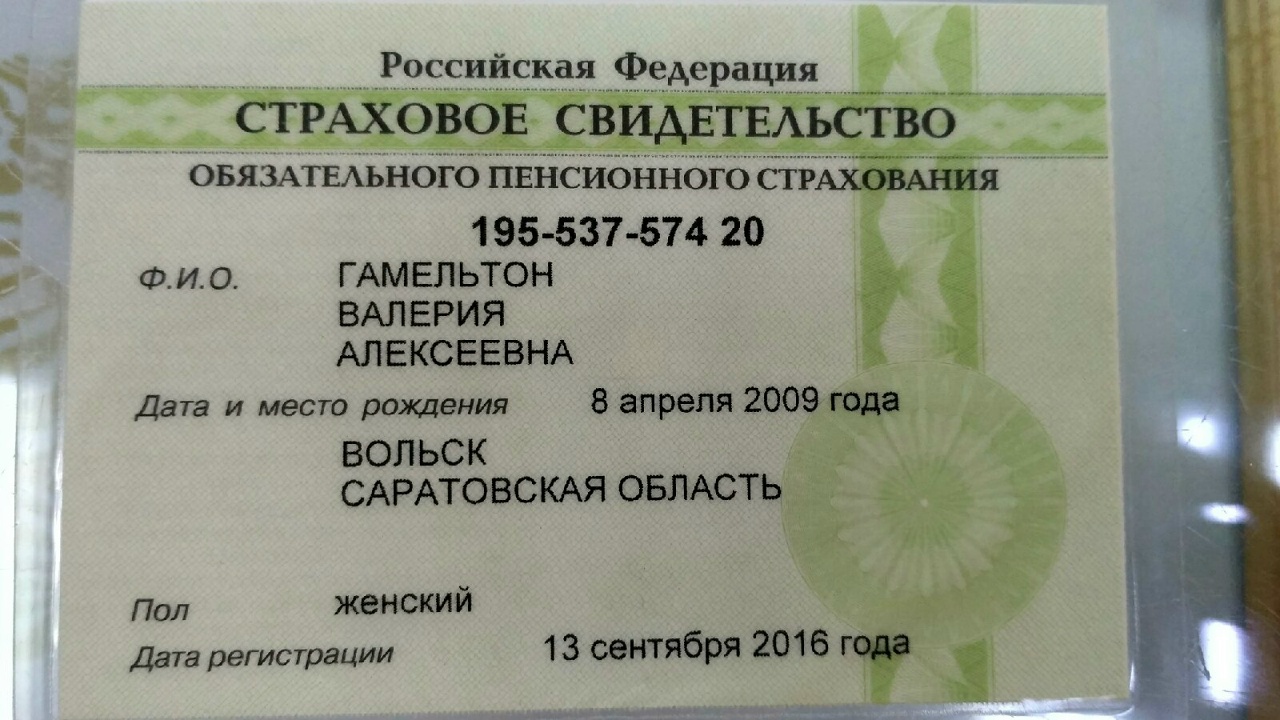 Российская Федерация
СТРАХОВОЕ СВИДЕТЕЛЬСТВО
ОБЯЗАТЕЛЬНОГО ПЕНСИОННОГО СТРАХОВАНИЯ
195-537-574 20
Ф.И.О. ГАМЕЛЬТОН
ВАЛЕРИЯ
АЛЕКСЕЕВНА
Дата и место рождения 8 апреля 2009 года
ВОЛЬСК
САРАТОВСКАЯ ОБЛАСТЬ
Пол женский
Дата регистрации 13 сентября 2016 года